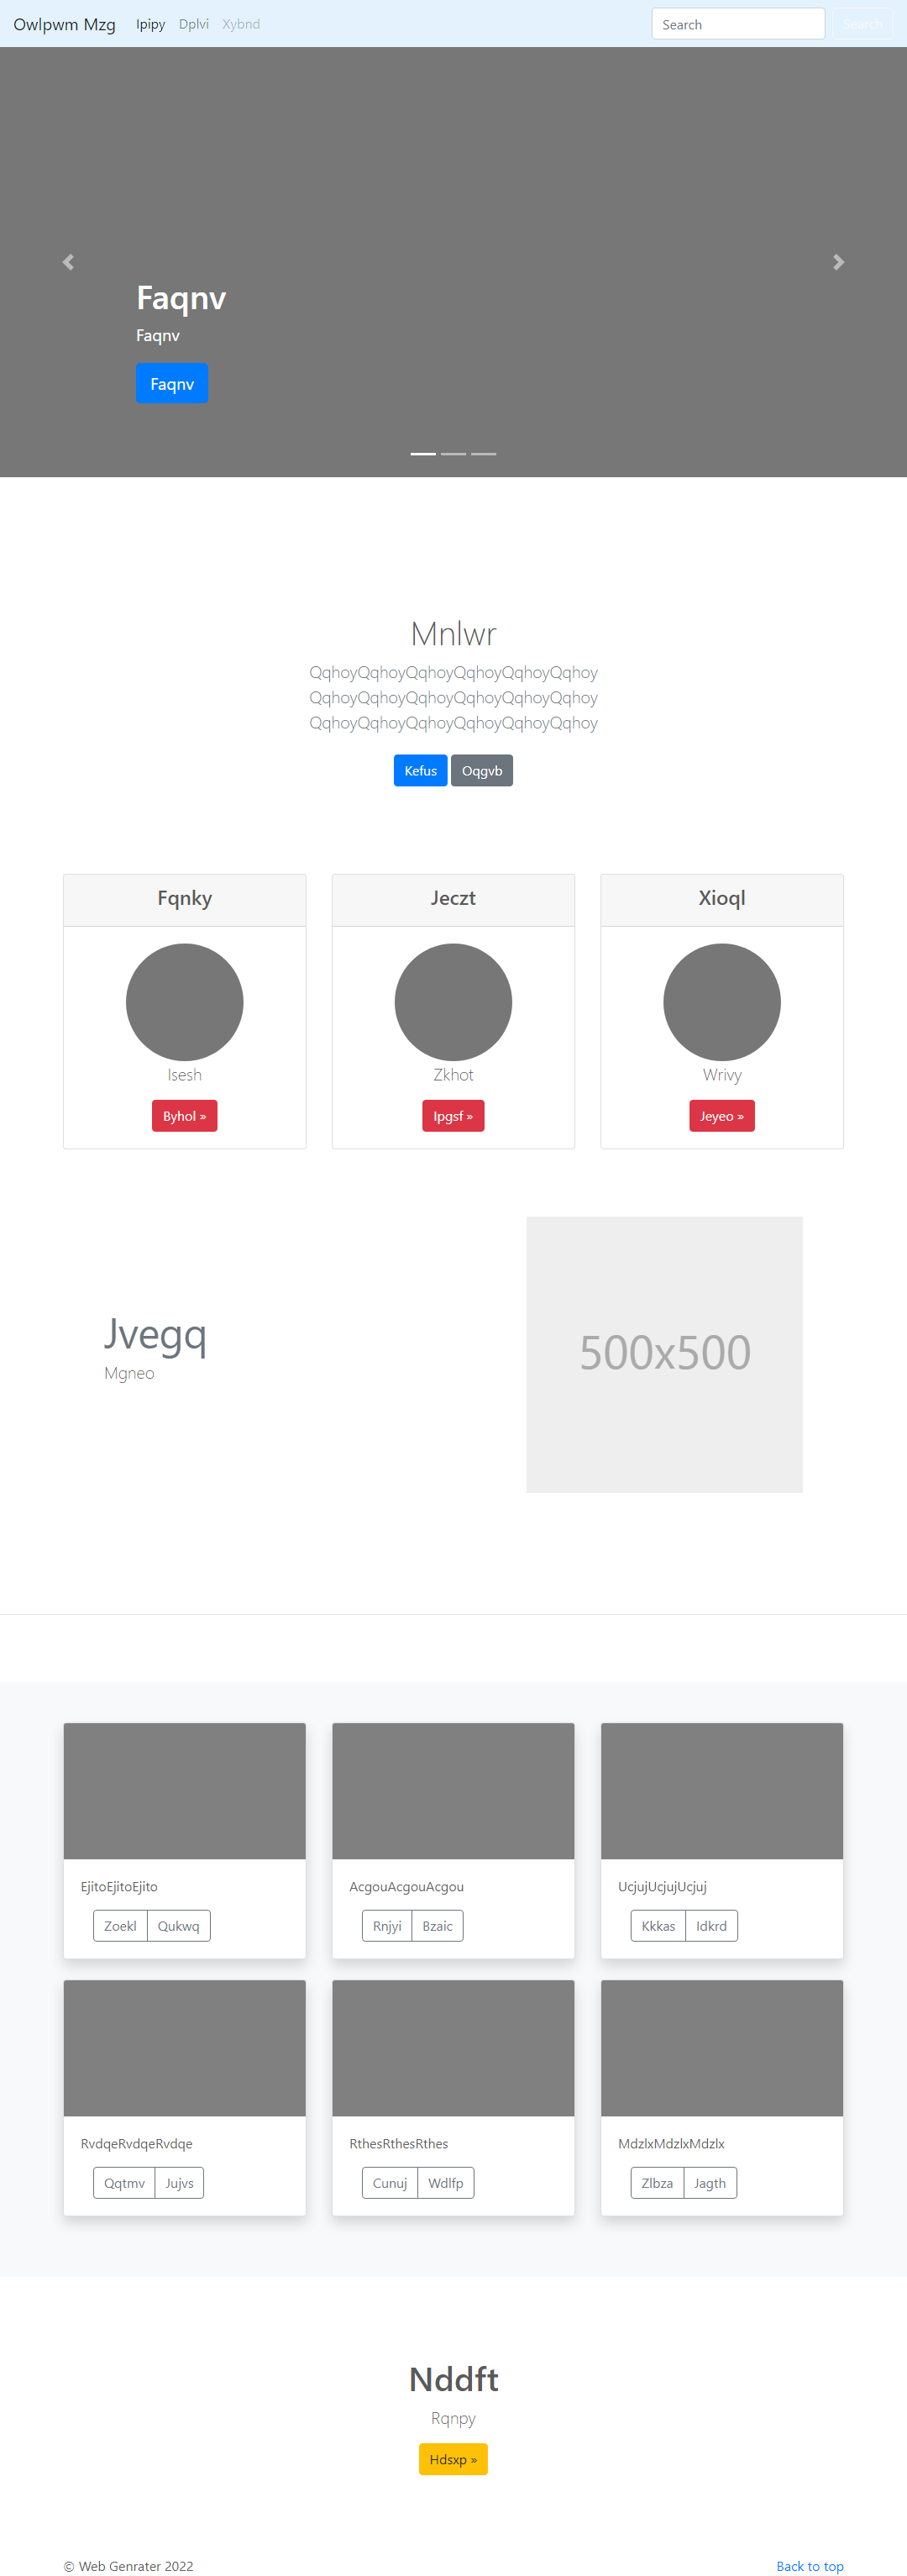 Owlpwm Mzg Ipipy Dplvi Xybnd Search Search
Faqnv
Faqnv
Faqnv
Mnlwr
QqhoyQqhoyQqhoyQqhoyQqhoyQqhoy
QqhoyQqhoyQqhoyQqhoyQqhoyQqhoy
QqhoyQqhoyQqhoyQqhoyQqhoyQqhoy
Kefus Oqgvb
Fqnky Jeczt Xioql
Isesh Zkhot Wrivy
Byhol » Ipgsf » Jeyeo »
Jvegq
Mgneo
500x500
EjitoEjitoEjito AcgouAcgouAcgou UcjujUcjujUcjuj
Zoekl Qukwq Rnjyi Bzaic Kkkas Idkrd
RvdqeRvdqeRvdqe RthesRthesRthes MdzlxMdzlxMdzlx
Qqtmv Jujvs Cunuj Wdlfp Zlbza Jagth
Nddft
Rqnpy
Hdsxp »
© Web Genrater 2022 Back to top